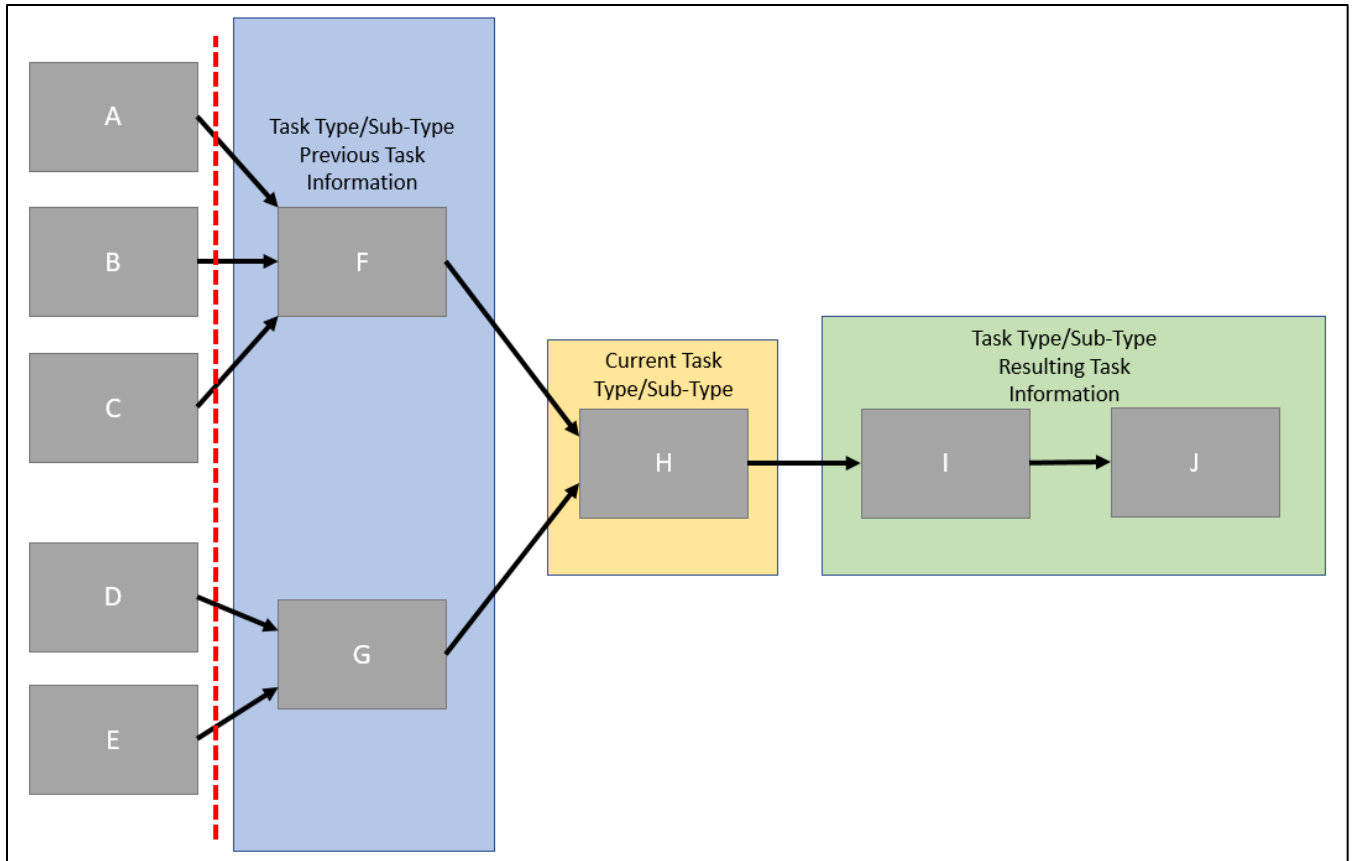 A
B
C
D
E
Task Type/Sub-Type
Previous Task
Information
F
G
Current Task
Type/Sub-Type
H
Task Type/Sub-Type
Resulting Task
Information
I
J